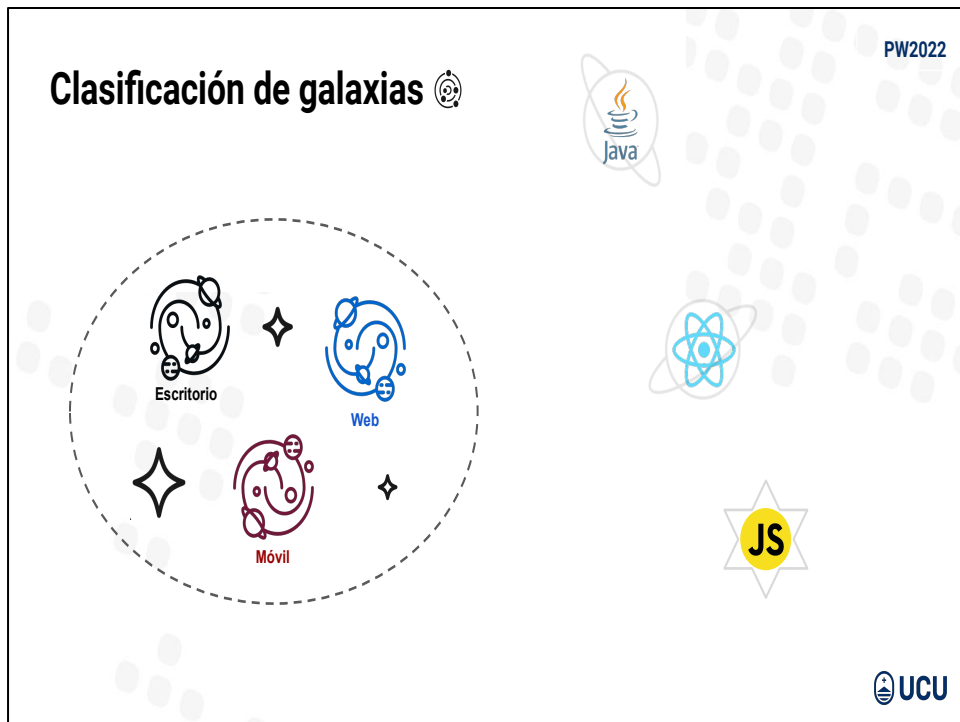 PW2022
Clasificación de galaxias
Java
Escritorio
Web
Móvil
JS
UCU